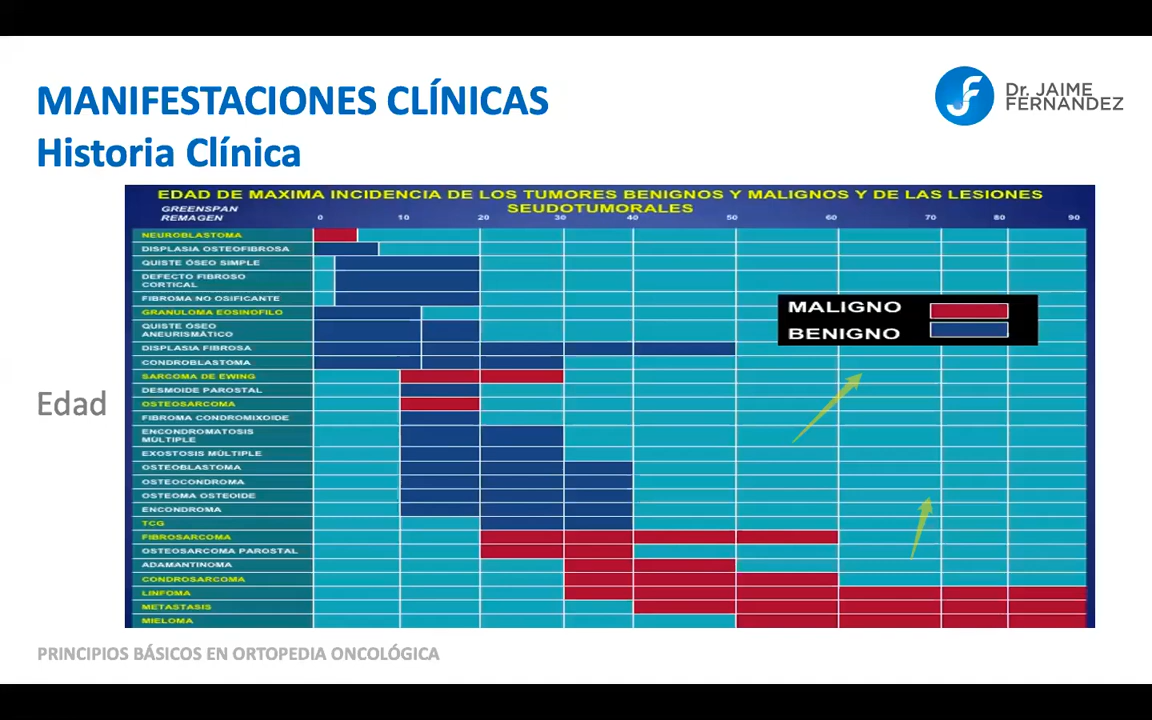 MANIFESTACIONES CLÍNICAS
Historia Clínica
Dr. JAIME
FERNANDEZ
EDAD DE MAXIMA INCIDENCIA DE LOS TUMORES BENIGNOS Y MALIGNOS Y DE LAS LESIONES
SEUDOTUMORALES
GREENSPAN
REMAGEN
0 10 20 30 40 50 60 70 80 90
NEUROBLASTOMA
DISPLASIA OSTEOFIBROSA
QUISTE ÓSEO SIMPLE
DEFECTO FIBROSO
CORTICAL
FIBROMA NO OSIFICANTE
GRANULOMA EOSINOFILO
QUISTE ÓSEO
ANEURISMÁTICO
DISPLASIA FIBROSA
CONDROBLASTOMA
SARCOMA DE EWING
DESMOIDE PAROSTAL
OSTEOSARCOMA
FIBROMA CONDROMIXOIDE
ENCONDROMATOSIS
MÚLTIPLE
EXOSTOSIS MÚLTIPLE
OSTEOBLASTOMA
OSTEOCONDROMA
OSTEOMA OSTEOIDE
ENCONDROMA
TCG
FIBROSARCOMA
OSTEOSARCOMA PAROSTAL
ADAMANTINOMA
CONDROSARCOMA
LINFOMA
METASTASIS
MIELOMA
MALIGNO
BENIGNO
Edad
PRINCIPIOS BÁSICOS EN ORTOPEDIA ONCOLÓGICA